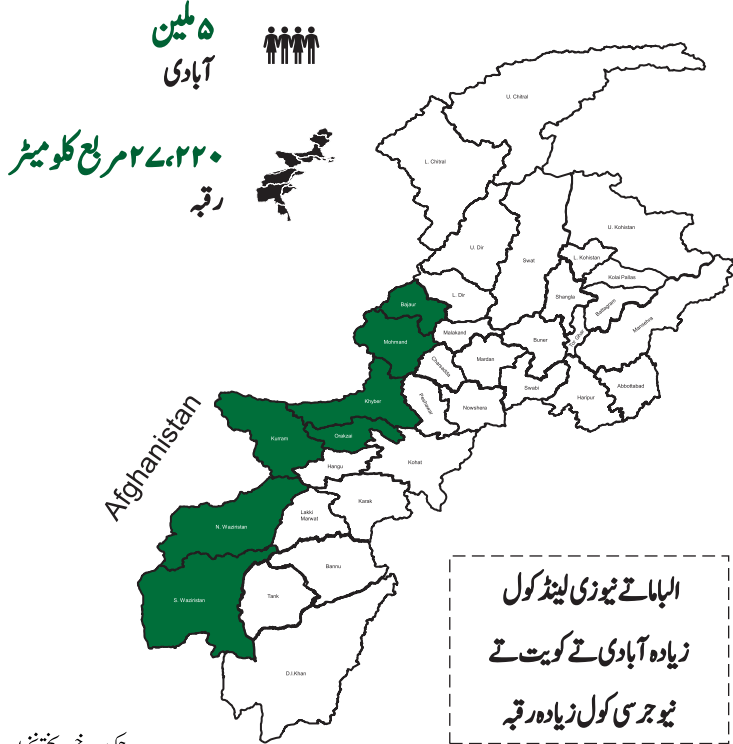 ۵ ملین
آبادی
۲۷،۲۲۰ مربع کلومیٹر
رقبہ
U. Chitral
L. Chitral
U. Kohistan
U. Dir
Swat
L. Kohistan
Kolai Pallas
L. Dir
Shangla
Battagram
Bajaur
Malakand
Buner
Mansehra
Mohmand
Charsadda
Mardan
Swabi
Abbottabad
Khyber
Peshawar
Nowshera
Haripur
Afghanistan
Kurram
Orakzai
Hangu
Kohat
Karak
Lakki
Marwat
N. Waziristan
Bannu
S. Waziristan
Tank
D.I.Khan
الباماتے نیوزی لینڈ کول
زیادہ آبادی تے کویت تے
نیو جرسی کول زیادہ رقبہ